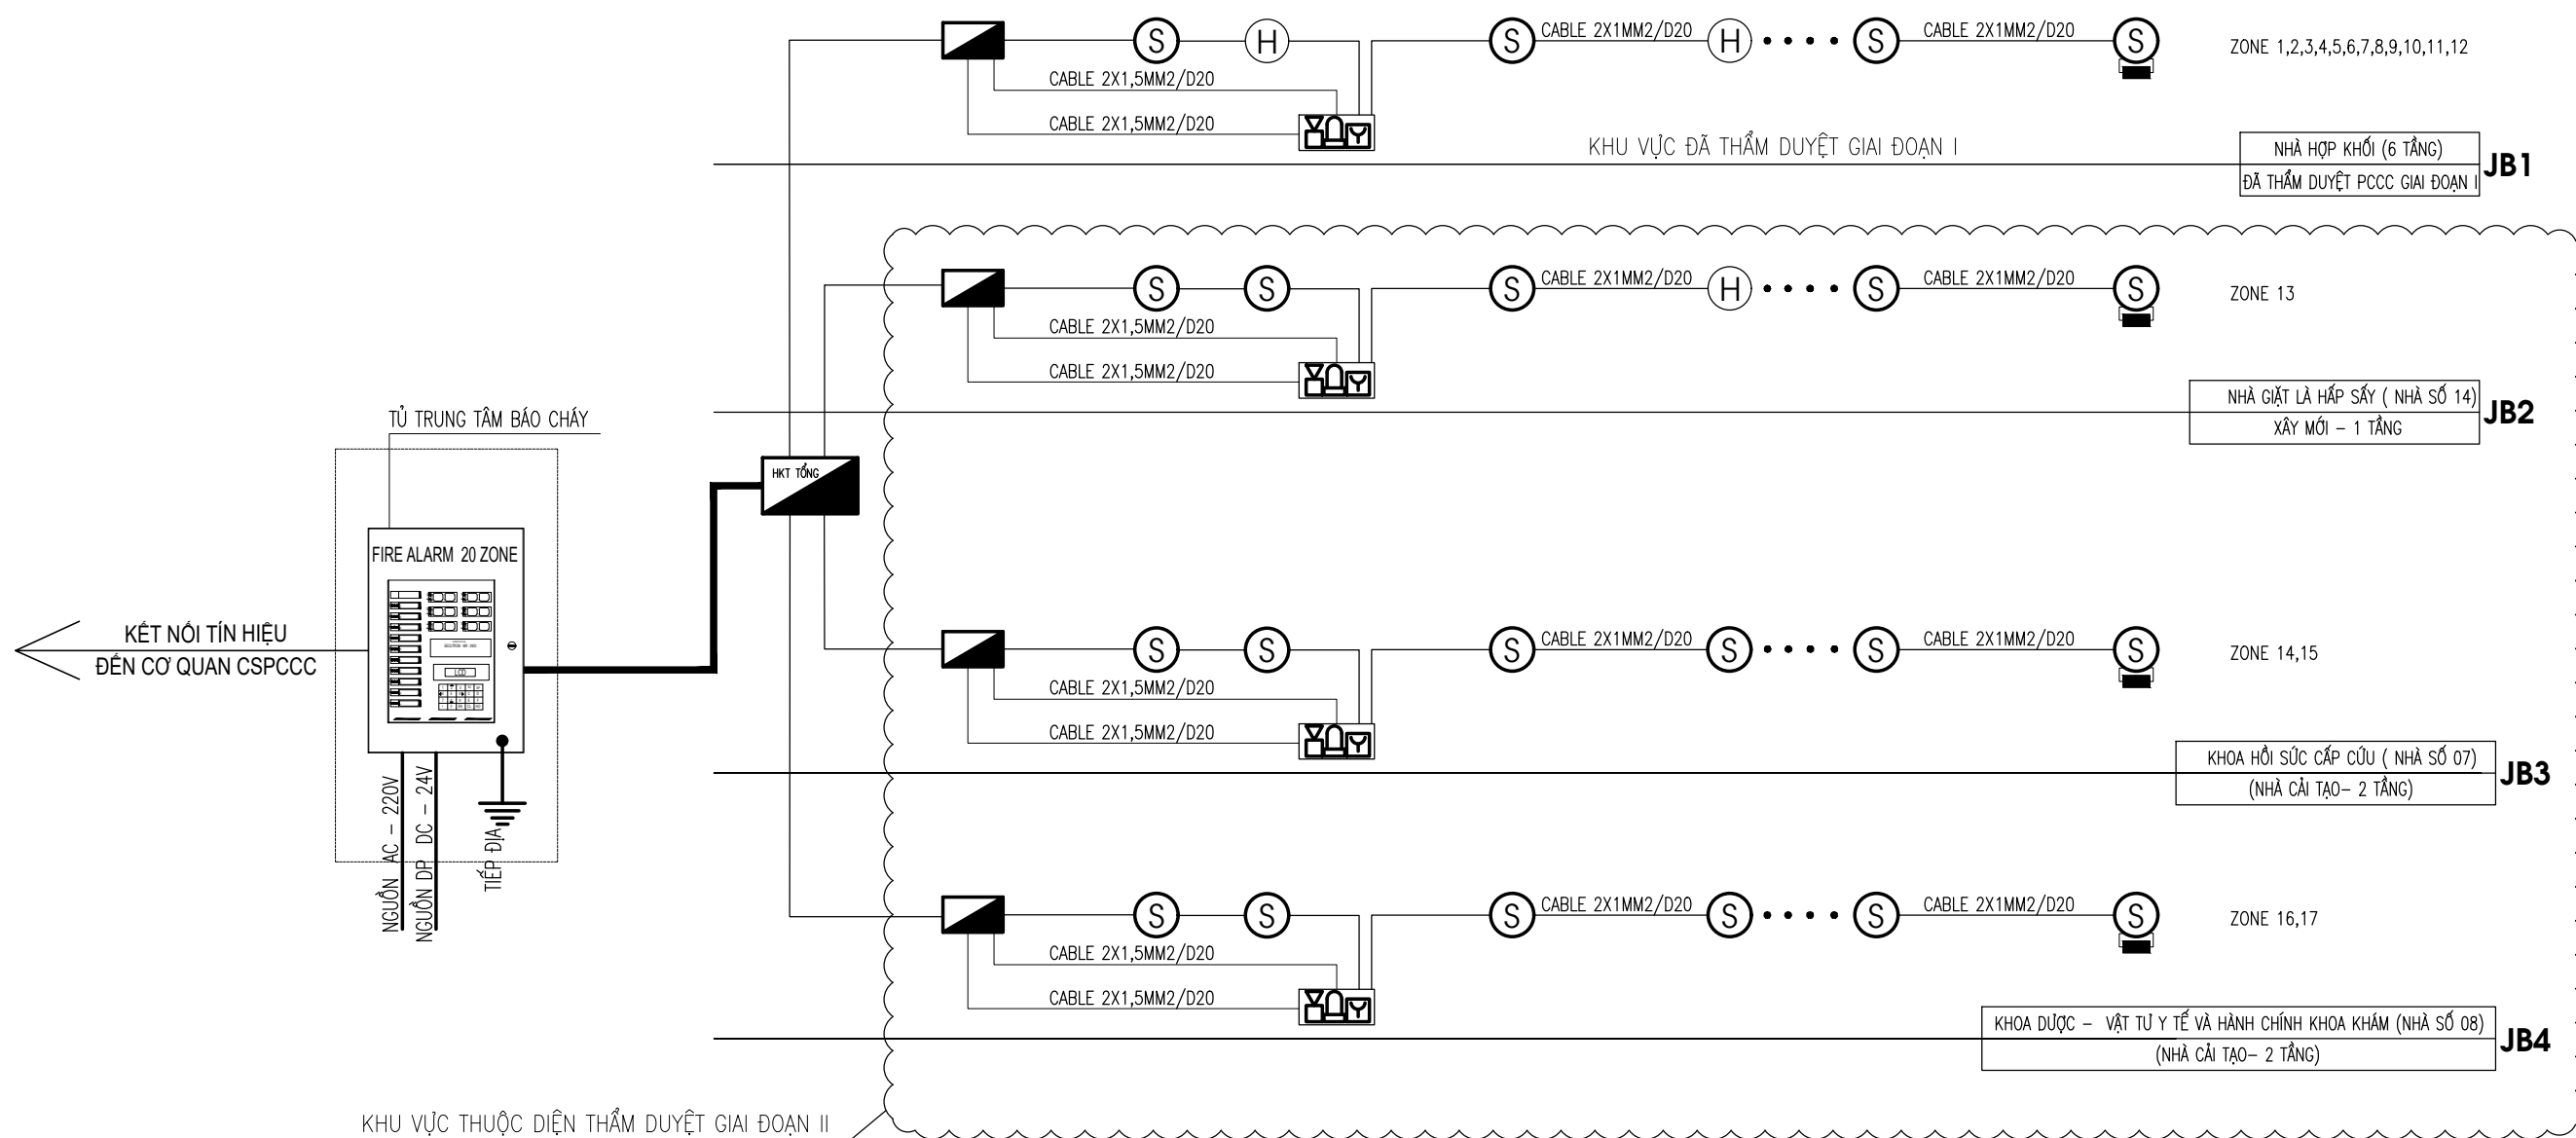 S
H
S
CABLE 2X1MM2/D20
H
S
CABLE 2X1MM2/D20
S
ZONE 1,2,3,4,5,6,7,8,9,10,11,12
CABLE 2X1,5MM2/D20
CABLE 2X1,5MM2/D20
KHU VỰC ĐÃ THẨM DUYỆT GIAI ĐOẠN I
NHÀ HỢP KHỐI (6 TẦNG)
ĐÃ THẨM DUYỆT PCCC GIAI ĐOẠN I
JB1
S
S
S
CABLE 2X1MM2/D20
H
S
CABLE 2X1MM2/D20
S
ZONE 13
CABLE 2X1,5MM2/D20
CABLE 2X1,5MM2/D20
NHÀ GIẶT LÀ HẤP SẤY ( NHÀ SỐ 14)
XÂY MỚI – 1 TẦNG
JB2
TỦ TRUNG TÂM BÁO CHÁY
HKT TỔNG
FIRE ALARM 20 ZONE
LCD
KẾT NỐI TÍN HIỆU
ĐẾN CƠ QUAN CSPCCC
NGUỒN AC – 220V
NGUỒN DP DC – 24V
TIẾP ĐỊA
S
S
S
CABLE 2X1MM2/D20
S
S
CABLE 2X1MM2/D20
S
ZONE 14,15
CABLE 2X1,5MM2/D20
CABLE 2X1,5MM2/D20
KHOA HỒI SỨC CẤP CỨU ( NHÀ SỐ 07)
(NHÀ CẢI TẠO– 2 TẦNG)
JB3
S
S
S
CABLE 2X1MM2/D20
S
S
CABLE 2X1MM2/D20
S
ZONE 16,17
CABLE 2X1,5MM2/D20
CABLE 2X1,5MM2/D20
KHOA DƯỢC – VẬT TƯ Y TẾ VÀ HÀNH CHÍNH KHOA KHÁM (NHÀ SỐ 08)
(NHÀ CẢI TẠO– 2 TẦNG)
JB4
KHU VỰC THUỘC DIỆN THẨM DUYỆT GIAI ĐOẠN II